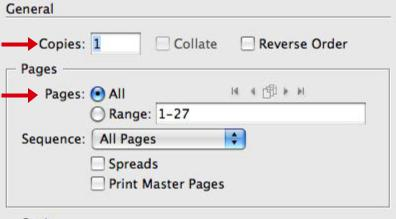 General
Copies: 1 Collate Reverse Order
Pages
Pages: All
Range: 1-27
Sequence: All Pages
Spreads
Print Master Pages